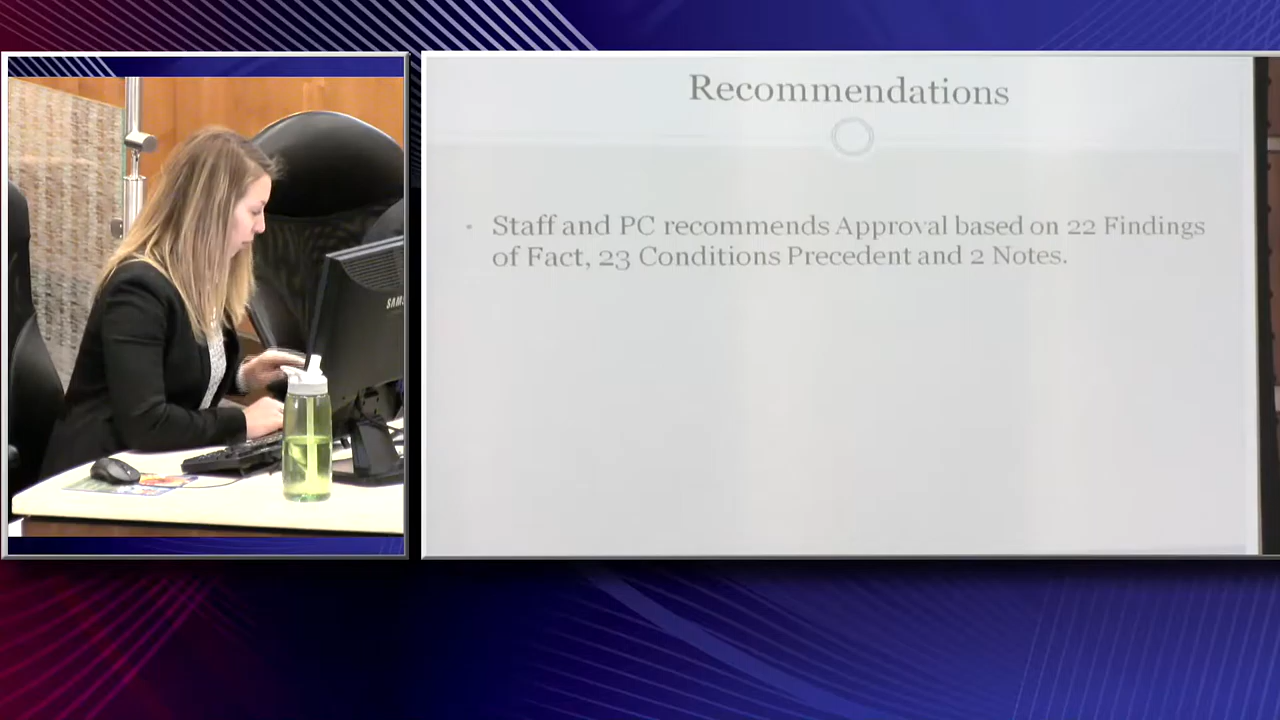 Recommendations
Staff and PC recommends Approval based on 22 Findings
of Fact, 23 Conditions Precedent and 2 Notes.